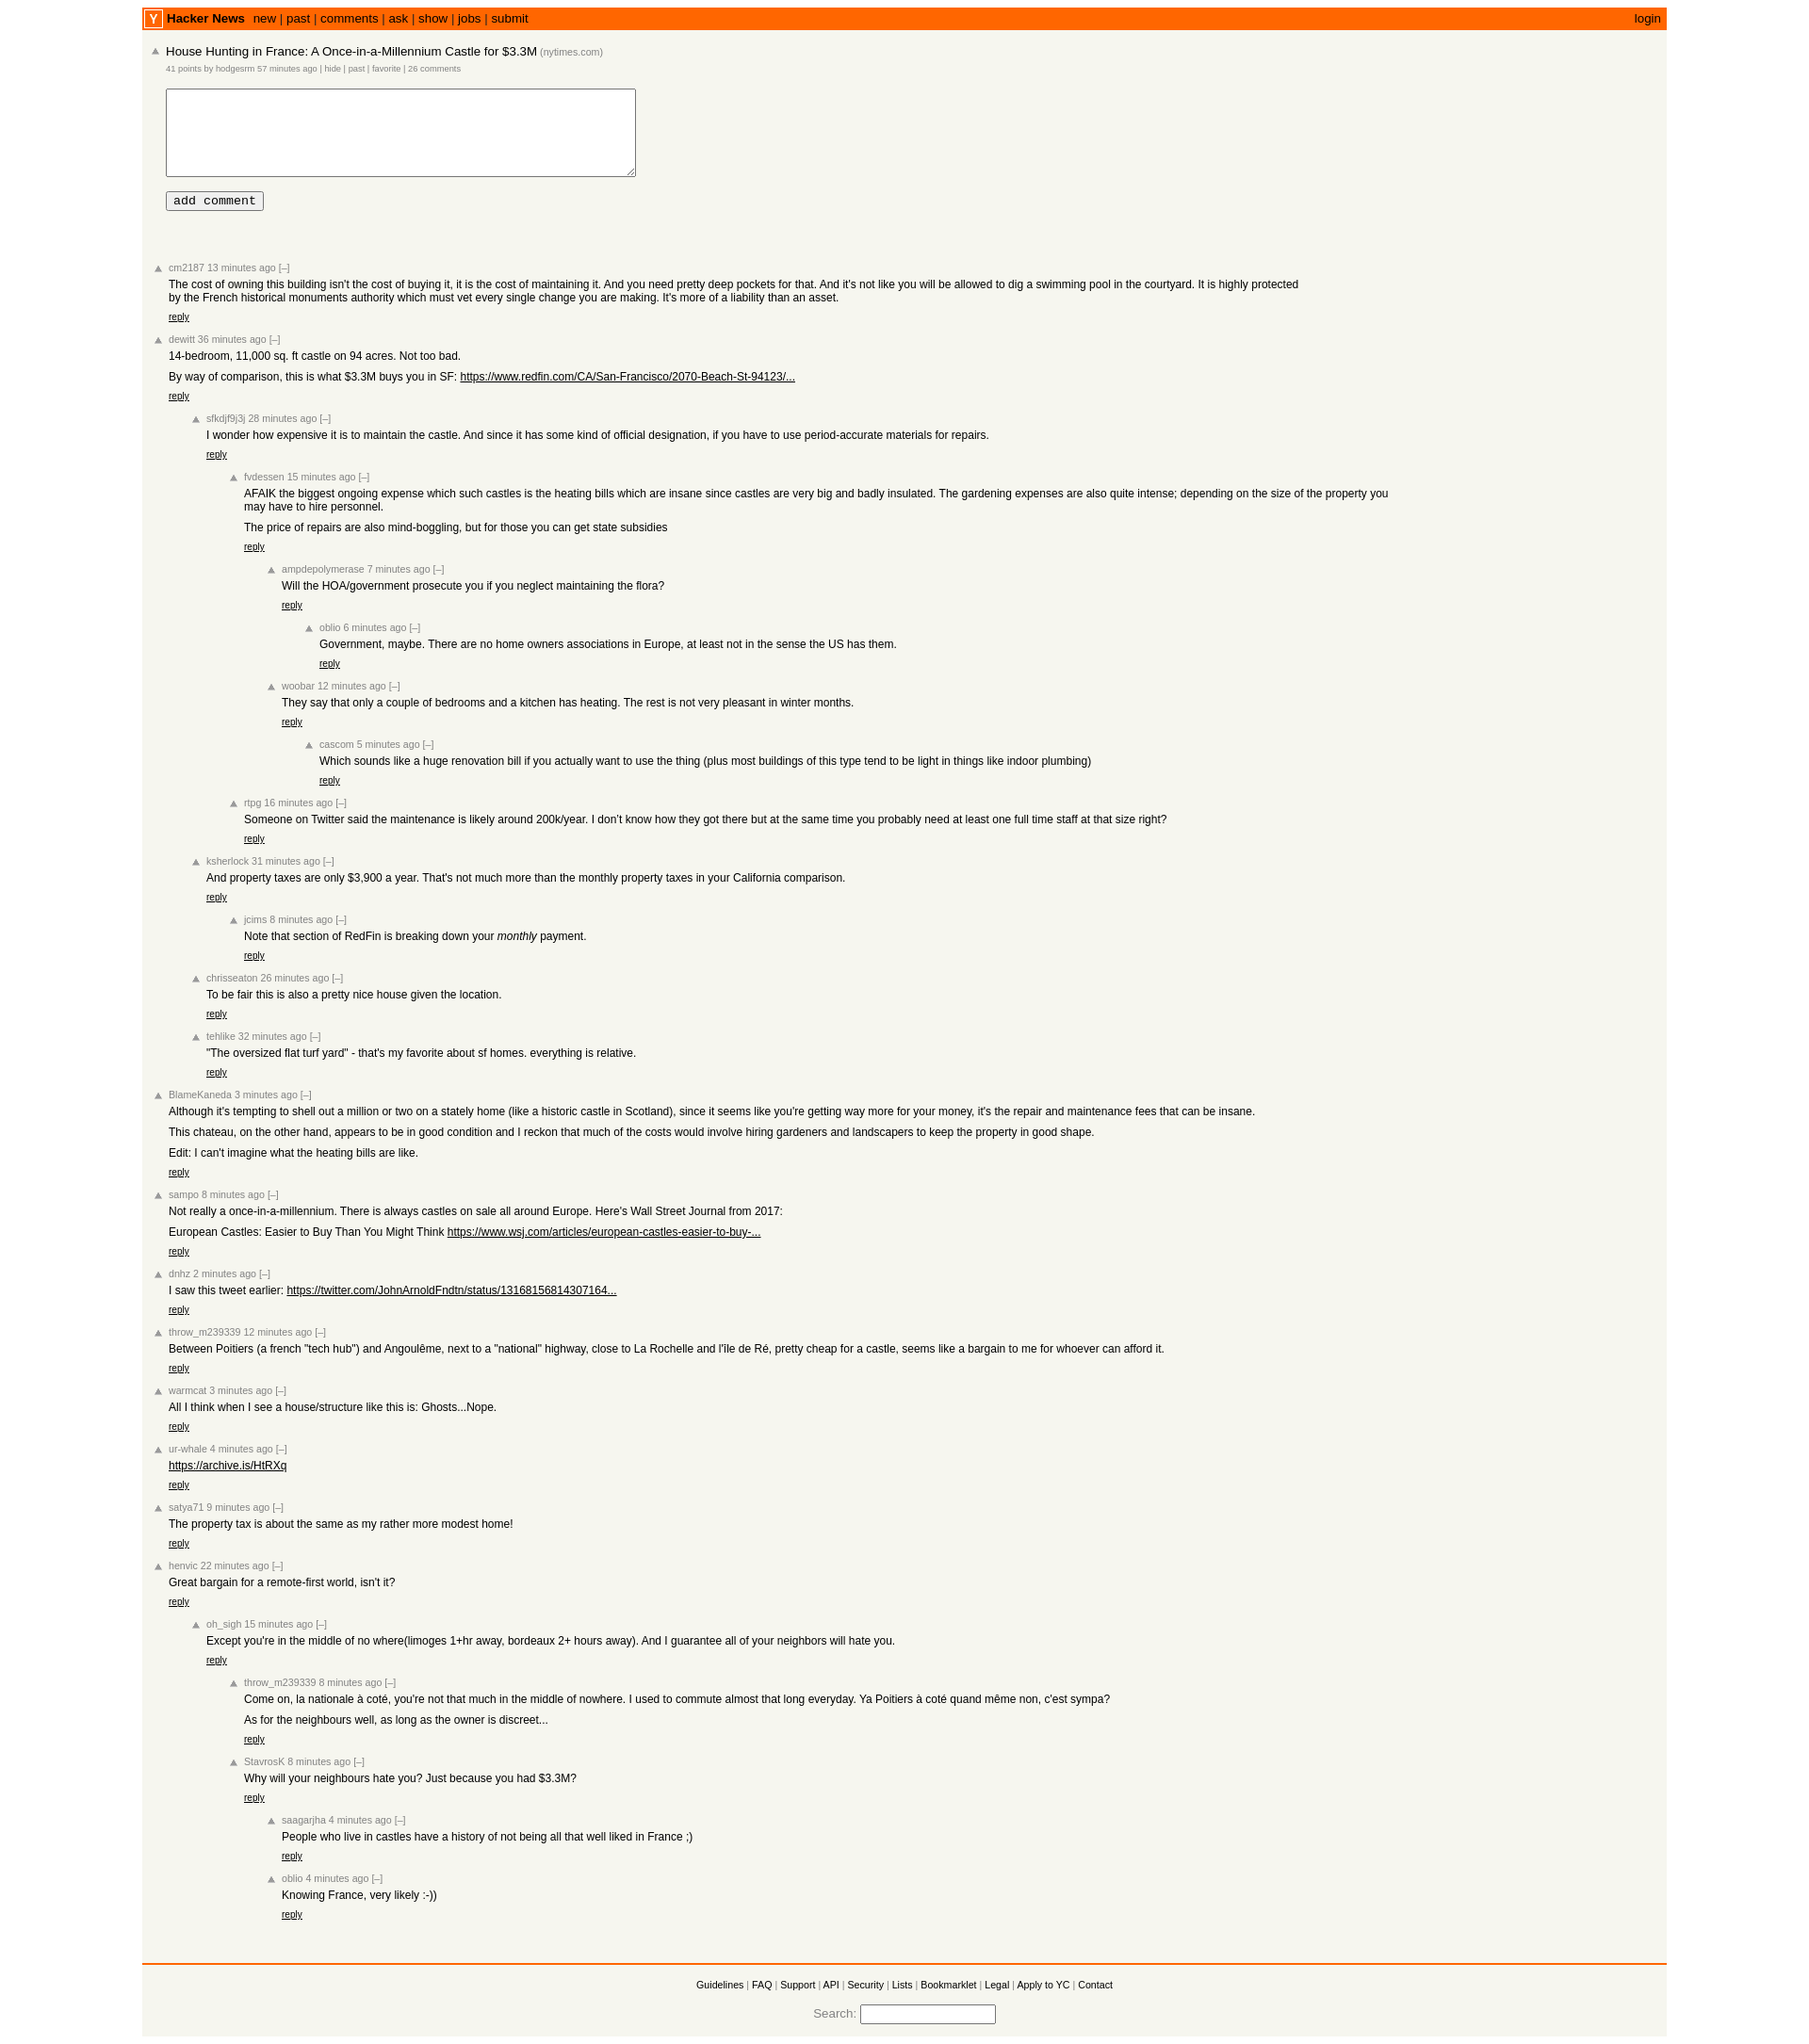 Y Hacker News new | past | comments | ask | show | jobs | submit login
House Hunting in France: A Once-in-a-Millennium Castle for $3.3M (nytimes.com)
41 points by hodgesrm 57 minutes ago | hide | past | favorite | 26 comments
add comment
cm2187 13 minutes ago [–]
The cost of owning this building isn't the cost of buying it, it is the cost of maintaining it. And you need pretty deep pockets for that. And it's not like you will be allowed to dig a swimming pool in the courtyard. It is highly protected
by the French historical monuments authority which must vet every single change you are making. It's more of a liability than an asset.
reply
dewitt 36 minutes ago [–]
14-bedroom, 11,000 sq. ft castle on 94 acres. Not too bad.
By way of comparison, this is what $3.3M buys you in SF: https://www.redfin.com/CA/San-Francisco/2070-Beach-St-94123/...
reply
sfkdjf9j3j 28 minutes ago [–]
I wonder how expensive it is to maintain the castle. And since it has some kind of official designation, if you have to use period-accurate materials for repairs.
reply
fvdessen 15 minutes ago [–]
AFAIK the biggest ongoing expense which such castles is the heating bills which are insane since castles are very big and badly insulated. The gardening expenses are also quite intense; depending on the size of the property you
may have to hire personnel.
The price of repairs are also mind-boggling, but for those you can get state subsidies
reply
ampdepolymerase 7 minutes ago [–]
Will the HOA/government prosecute you if you neglect maintaining the flora?
reply
oblio 6 minutes ago [–]
Government, maybe. There are no home owners associations in Europe, at least not in the sense the US has them.
reply
woobar 12 minutes ago [–]
They say that only a couple of bedrooms and a kitchen has heating. The rest is not very pleasant in winter months.
reply
cascom 5 minutes ago [–]
Which sounds like a huge renovation bill if you actually want to use the thing (plus most buildings of this type tend to be light in things like indoor plumbing)
reply
rtpg 16 minutes ago [–]
Someone on Twitter said the maintenance is likely around 200k/year. I don't know how they got there but at the same time you probably need at least one full time staff at that size right?
reply
ksherlock 31 minutes ago [–]
And property taxes are only $3,900 a year. That's not much more than the monthly property taxes in your California comparison.
reply
jcims 8 minutes ago [–]
Note that section of RedFin is breaking down your monthly payment.
reply
chrisseaton 26 minutes ago [–]
To be fair this is also a pretty nice house given the location.
reply
tehlike 32 minutes ago [–]
"The oversized flat turf yard" - that's my favorite about sf homes. everything is relative.
reply
BlameKaneda 3 minutes ago [–]
Although it's tempting to shell out a million or two on a stately home (like a historic castle in Scotland), since it seems like you're getting way more for your money, it's the repair and maintenance fees that can be insane.
This chateau, on the other hand, appears to be in good condition and I reckon that much of the costs would involve hiring gardeners and landscapers to keep the property in good shape.
Edit: I can't imagine what the heating bills are like.
reply
sampo 8 minutes ago [–]
Not really a once-in-a-millennium. There is always castles on sale all around Europe. Here's Wall Street Journal from 2017:
European Castles: Easier to Buy Than You Might Think https://www.wsj.com/articles/european-castles-easier-to-buy-...
reply
dnhz 2 minutes ago [–]
I saw this tweet earlier: https://twitter.com/JohnArnoldFndtn/status/13168156814307164...
reply
throw_m239339 12 minutes ago [–]
Between Poitiers (a french "tech hub") and Angoulême, next to a "national" highway, close to La Rochelle and l'île de Ré, pretty cheap for a castle, seems like a bargain to me for whoever can afford it.
reply
warmcat 3 minutes ago [–]
All I think when I see a house/structure like this is: Ghosts...Nope.
reply
ur-whale 4 minutes ago [–]
https://archive.is/HtRXq
reply
satya71 9 minutes ago [–]
The property tax is about the same as my rather more modest home!
reply
henvic 22 minutes ago [–]
Great bargain for a remote-first world, isn't it?
reply
oh_sigh 15 minutes ago [–]
Except you're in the middle of no where(limoges 1+hr away, bordeaux 2+ hours away). And I guarantee all of your neighbors will hate you.
reply
throw_m239339 8 minutes ago [–]
Come on, la nationale à coté, you're not that much in the middle of nowhere. I used to commute almost that long everyday. Ya Poitiers à coté quand même non, c'est sympa?
As for the neighbours well, as long as the owner is discreet...
reply
StavrosK 8 minutes ago [–]
Why will your neighbours hate you? Just because you had $3.3M?
reply
saagarjha 4 minutes ago [–]
People who live in castles have a history of not being all that well liked in France ;)
reply
oblio 4 minutes ago [–]
Knowing France, very likely :-))
reply
Guidelines | FAQ | Support | API | Security | Lists | Bookmarklet | Legal | Apply to YC | Contact
Search: